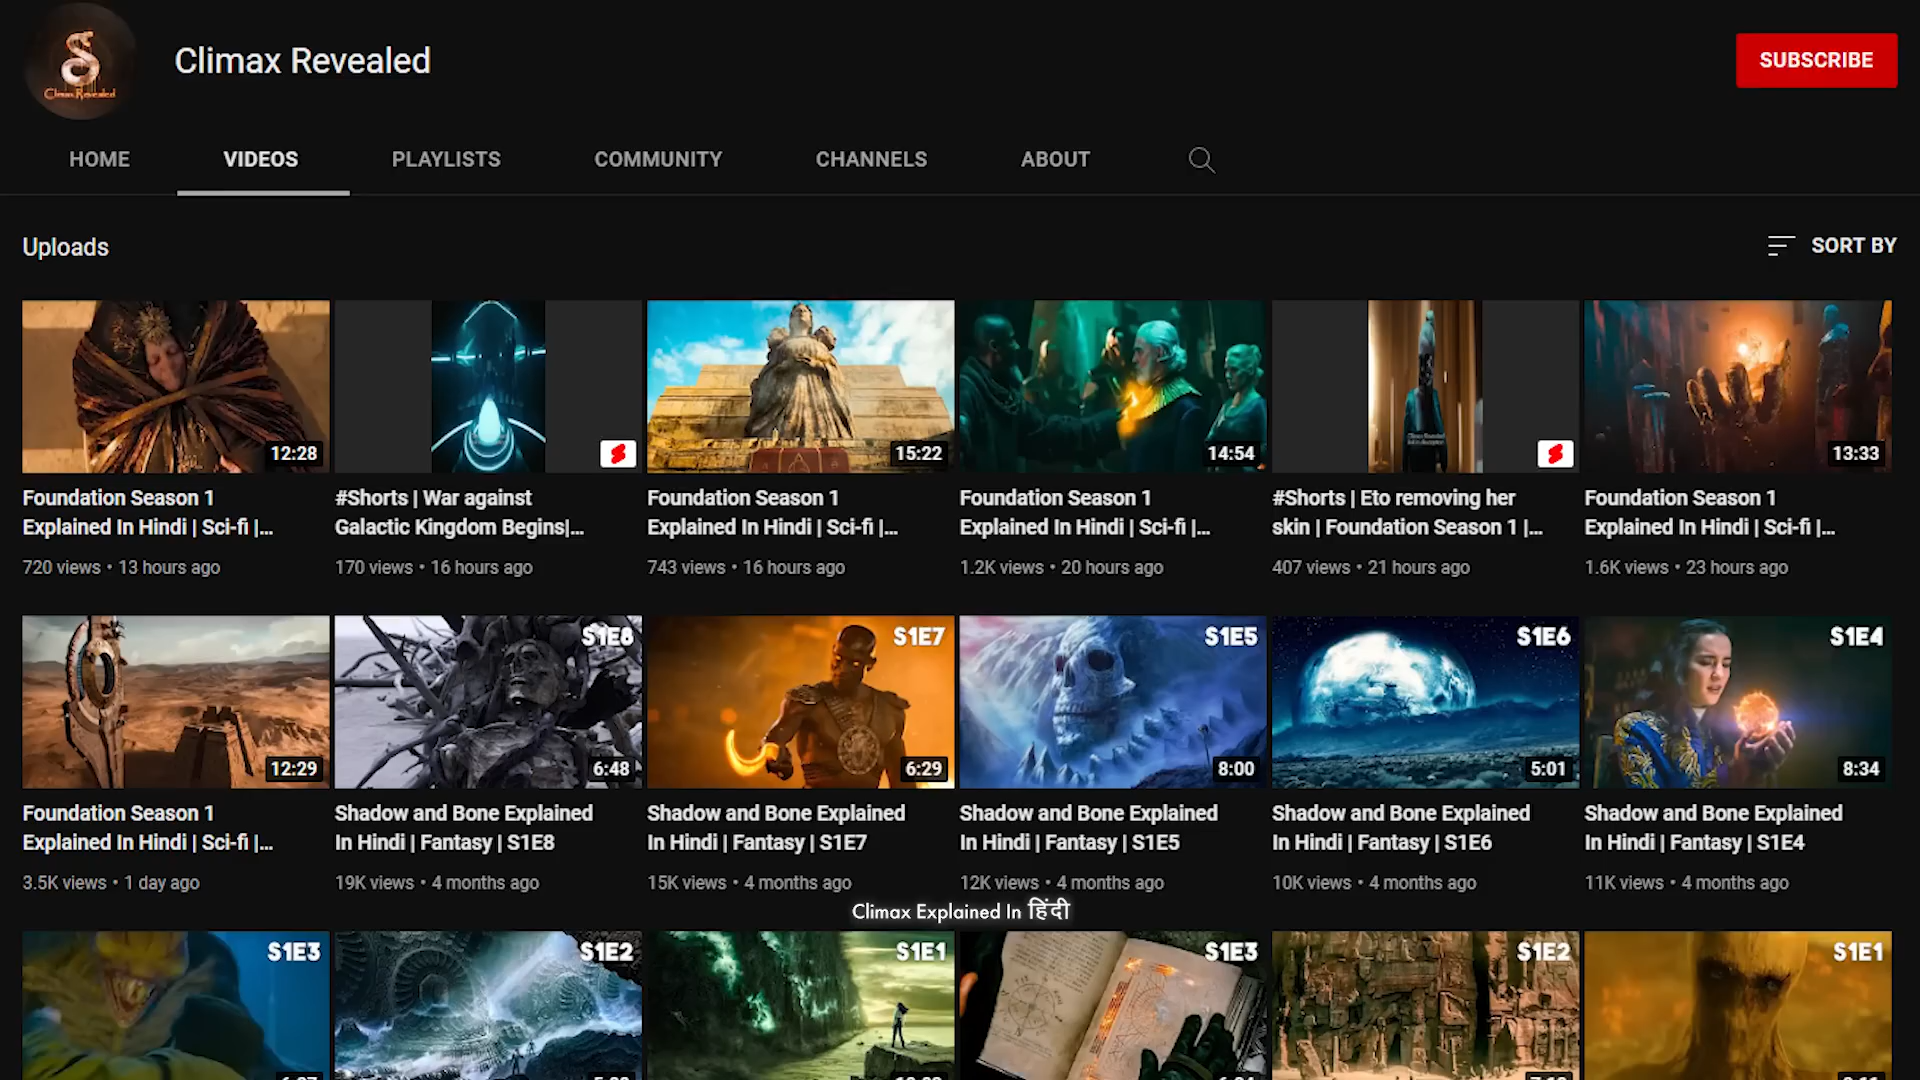 Climax Revealed
Climax Revealed
SUBSCRIBE
HOME
VIDEOS
PLAYLISTS
COMMUNITY
CHANNELS
ABOUT
Uploads
SORT BY
12:28
15:22
14:54
13:33
Foundation Season 1
Explained In Hindi | Sci-fi |...
720 views • 13 hours ago
#Shorts | War against
Galactic Kingdom Begins|...
170 views • 16 hours ago
Foundation Season 1
Explained In Hindi | Sci-fi |...
743 views • 16 hours ago
Foundation Season 1
Explained In Hindi | Sci-fi |...
1.2K views • 20 hours ago
#Shorts | Eto removing her
skin | Foundation Season 1 |...
407 views • 21 hours ago
Foundation Season 1
Explained In Hindi | Sci-fi |...
1.6K views • 23 hours ago
12:29
S1E8
6:48
S1E7
6:29
S1E5
8:00
S1E6
5:01
S1E4
8:34
Foundation Season 1
Explained In Hindi | Sci-fi |...
3.5K views • 1 day ago
Shadow and Bone Explained
In Hindi | Fantasy | S1E8
19K views • 4 months ago
Shadow and Bone Explained
In Hindi | Fantasy | S1E7
15K views • 4 months ago
Shadow and Bone Explained
In Hindi | Fantasy | S1E5
12K views • 4 months ago
Shadow and Bone Explained
In Hindi | Fantasy | S1E6
10K views • 4 months ago
Shadow and Bone Explained
In Hindi | Fantasy | S1E4
11K views • 4 months ago
Climax Explained In हिंदी
S1E3
S1E2
S1E1
S1E3
S1E2
S1E1